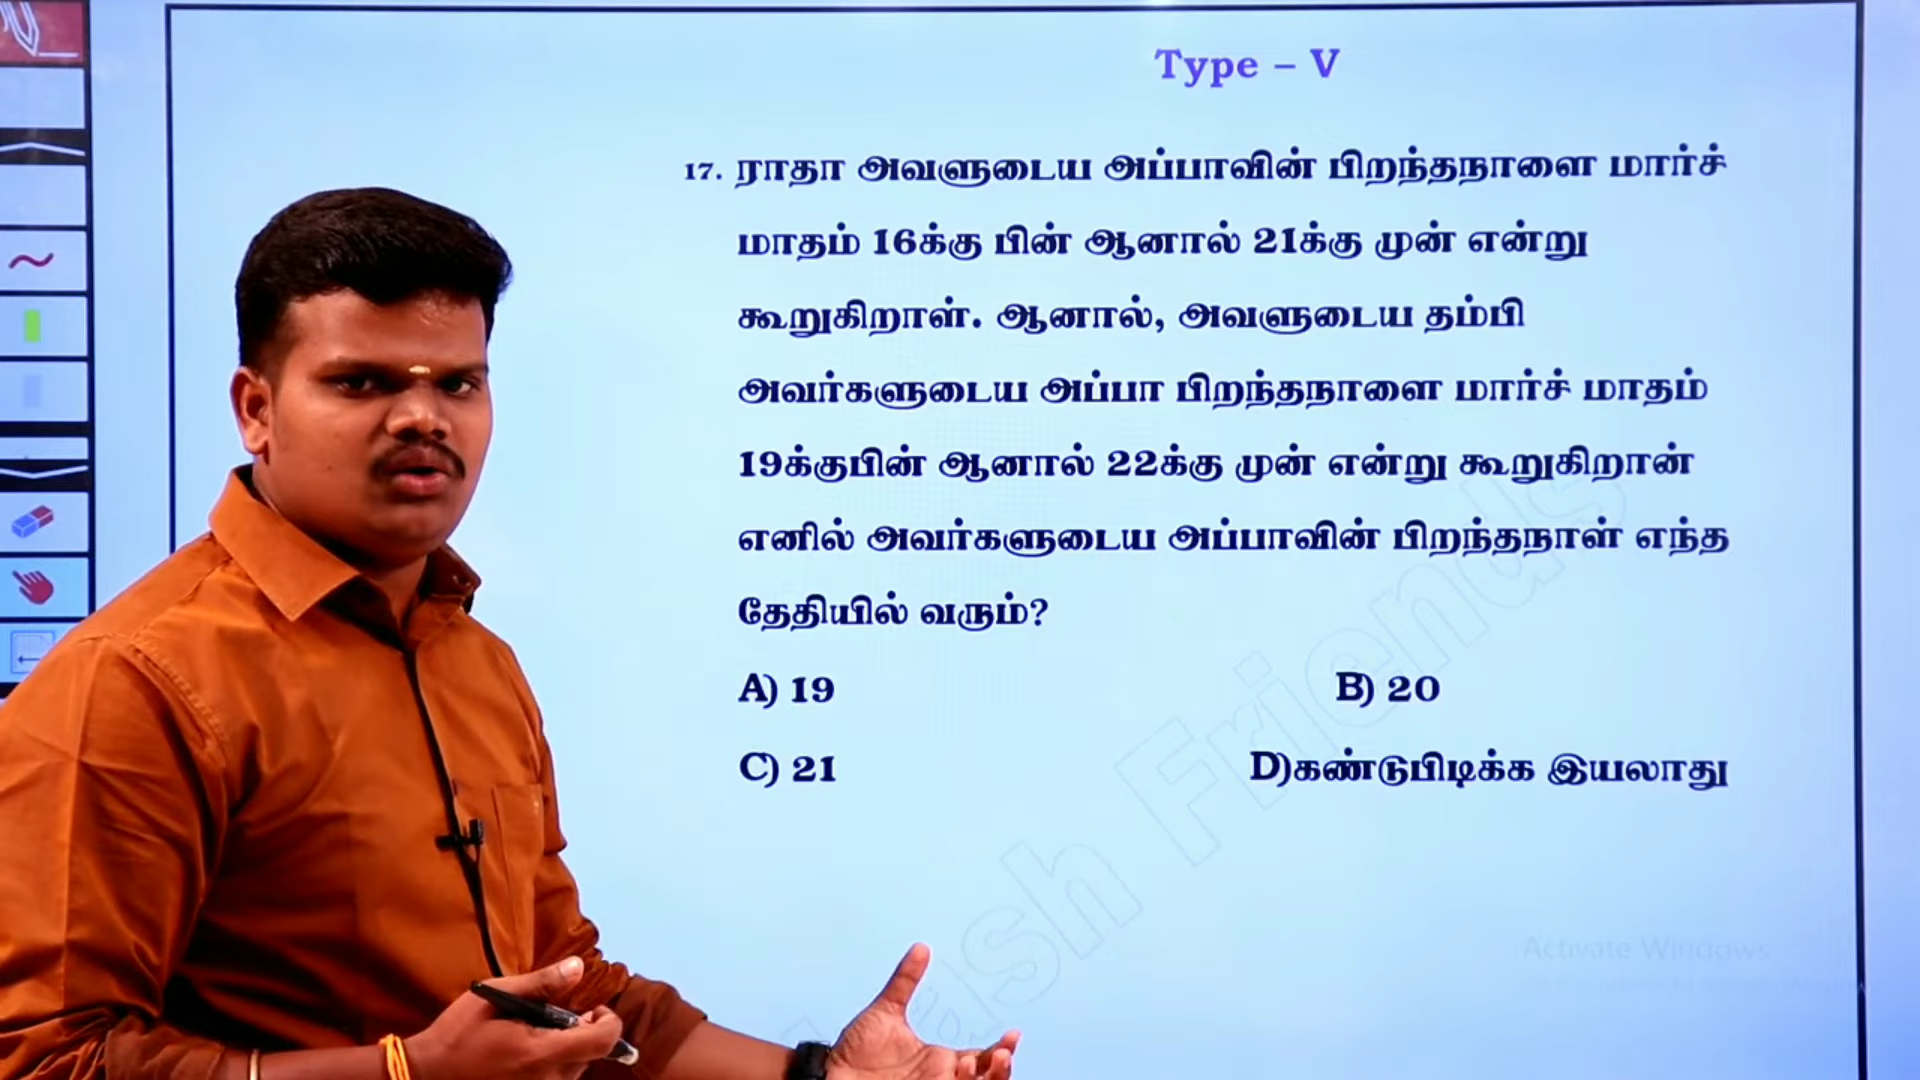 Type – V
17. ராதா அவளுடைய அப்பாவின் பிறந்தநாளை மார்ச்
மாதம் 16க்கு பின் ஆனால் 21க்கு முன் என்று
கூறுகிறாள். ஆனால், அவளுடைய தம்பி
அவர்களுடைய அப்பா பிறந்தநாளை மார்ச் மாதம்
19க்குபின் ஆனால் 22க்கு முன் என்று கூறுகிறான்
எனில் அவர்களுடைய அப்பாவின் பிறந்தநாள் எந்த
தேதியில் வரும்?
A) 19 B) 20
C) 21 D)கண்டுபிடிக்க இயலாது
Friends
Activate Windows